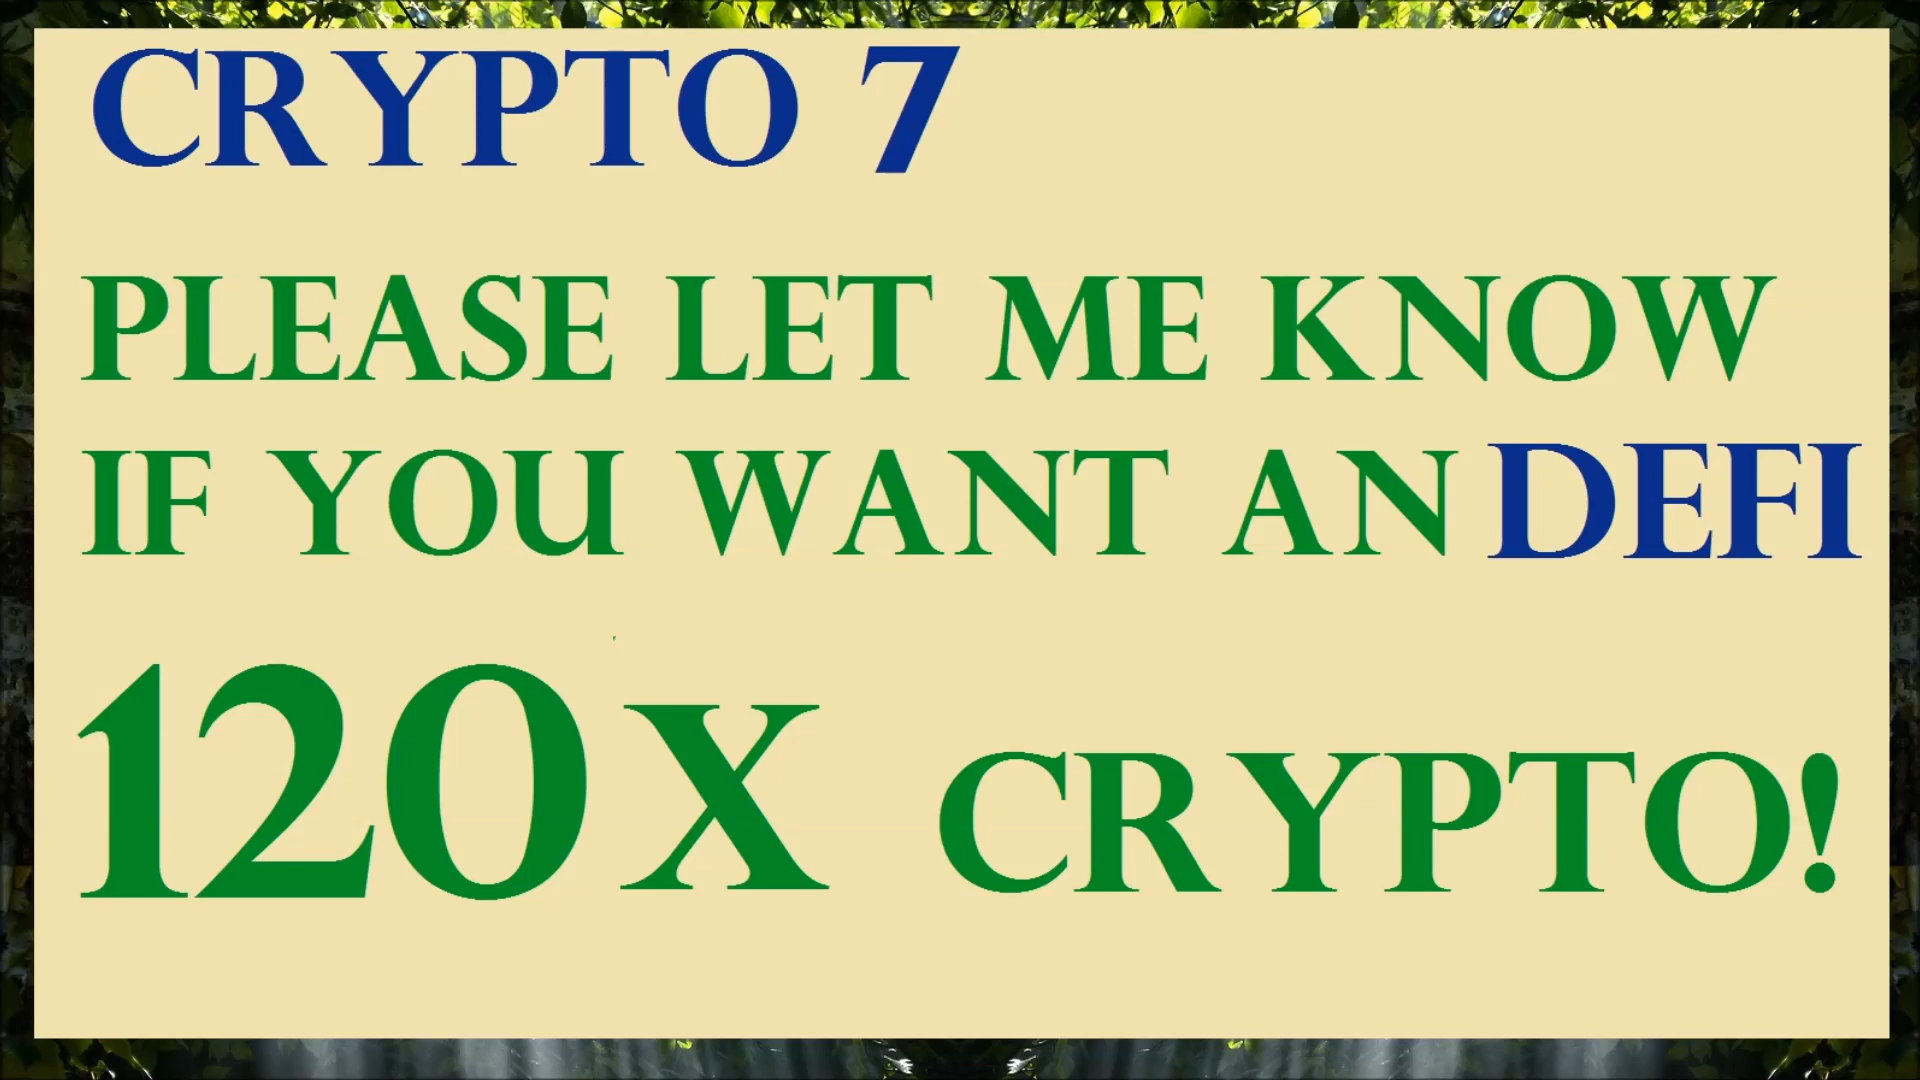 CRYPTO 7
PLEASE LET ME KNOW
IF YOU WANT AN DEFI
120X CRYPTO!